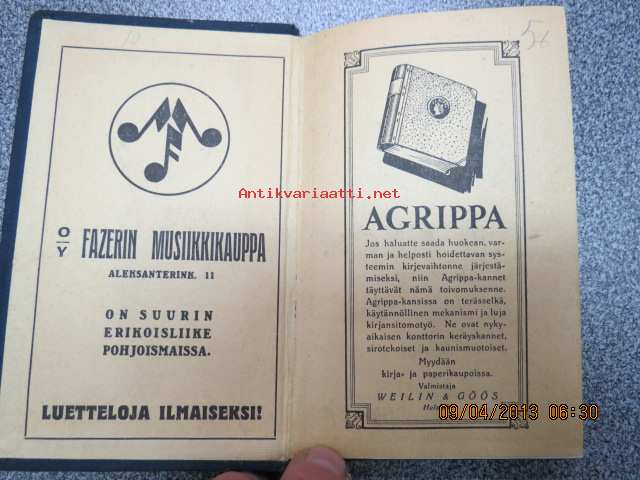 O/Y FAZERIN MUSIIKKIKAUPPA
ALEKSANTERINK. 11
ON SUURIN
ERIKOISLIIKE
POHJOISMAISSA.
LUETTELOJA ILMAISEKSI!
Antikvariaatti.net
AGRIPPA
Jos haluatte saada huokean, var-
man ja helposti hoidettavan sys-
teemin kirjevaihtonne järjestä-
miseksi, niin Agrippa-kannet
täyttävät nämä toivomuksenne.
Agrippa-kansissa on terässelkä,
käytännöllinen mekanismi ja luja
kirjansitomotyö. Ne ovat nyky-
aikaisen konttorin keräyskannet,
sirotekoiset ja kaunismuotoiset.
Myydään
kirja- ja paperikaupoissa.
Valmistaja
WEILIN & GÖÖS
09/04/2013 06:30